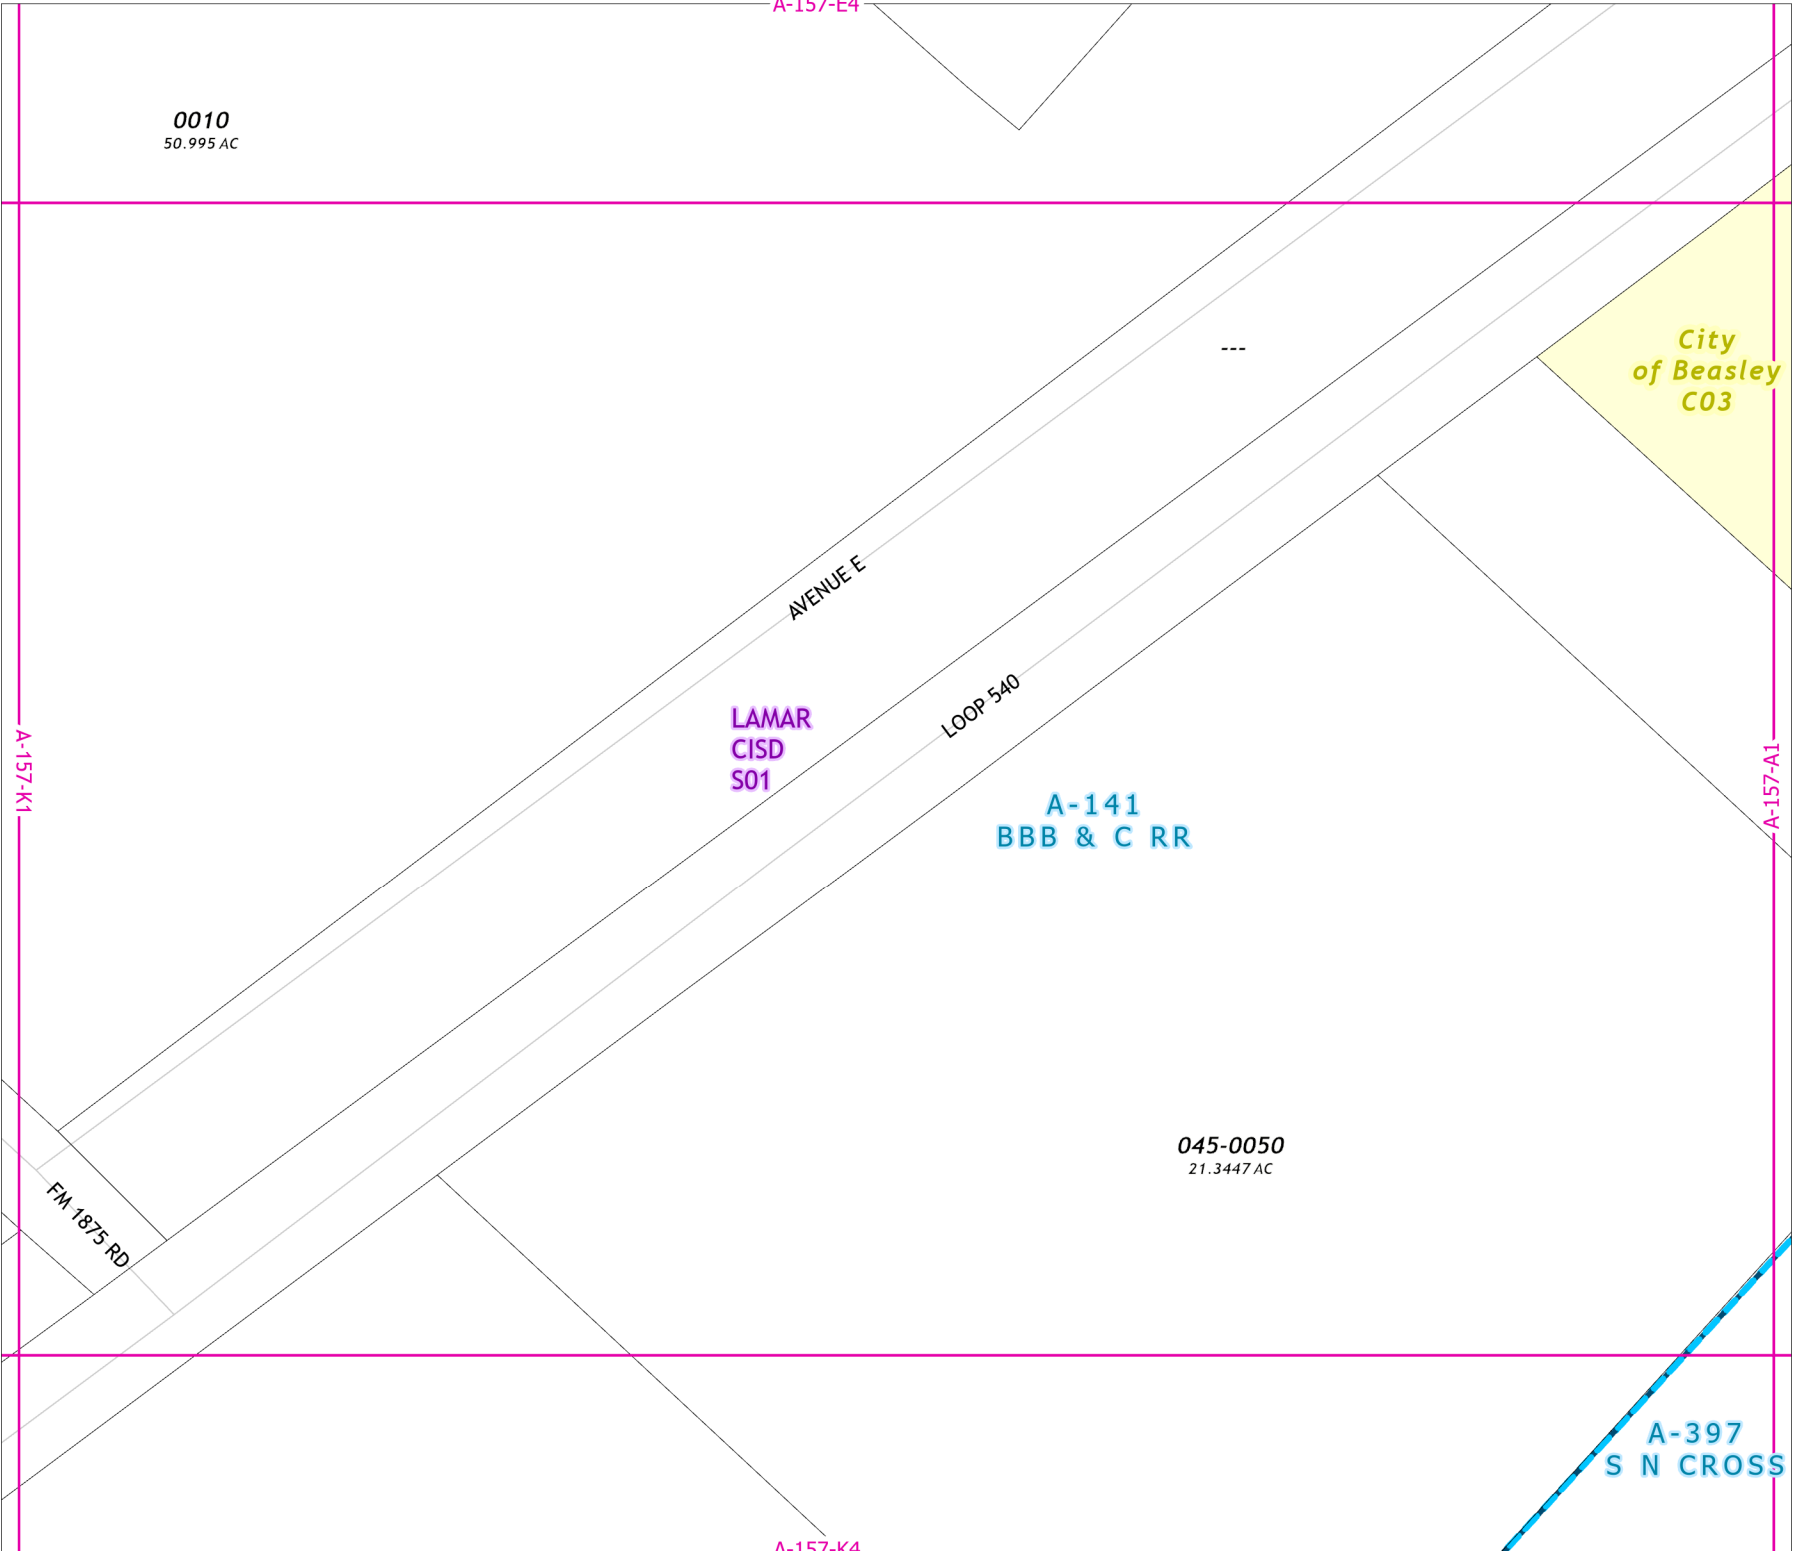 A-157-E4
0010
50.995 AC
---
City
of Beasley
C03
AVENUE E
LOOP 540
LAMAR
CISD
S01
A-157-K1
A-157-A1
A-141
BBB & C RR
045-0050
21.3447 AC
FM 1875 RD
A-397
S N CROSS
A-157-K4